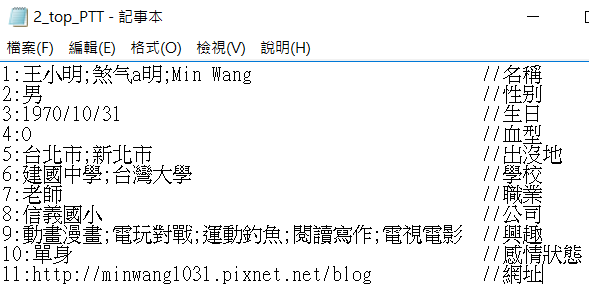 2_top_PTT - 記事本
檔案(F) 編輯(E) 格式(O) 檢視(V) 說明(H)
1:王小明;煞气a明;Min Wang //名稱
2:男 //性別
3:1970/10/31 //生日
4:O //血型
5:台北市;新北市 //出沒地
6:建國中學;台灣大學 //學校
7:老師 //職業
8:信義國小 //公司
9:動畫漫畫;電玩對戰;運動釣魚;閱讀寫作;電視電影 //興趣
10:單身 //感情狀態
11:http://minwang1031.pixnet.net/blog //網址